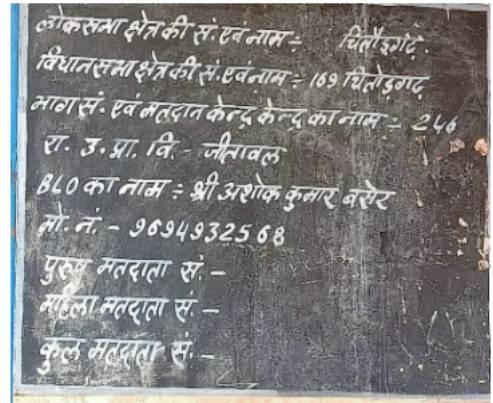 लोकसभा क्षेत्र की सं. एवं नाम ÷ चितौड़गढ़
विधानसभा क्षेत्र की सं. एवं नाम ÷ 169 चितोड़गढ़
भाग सं. एवं मतदान केन्द्र केन्द्र का नाम ÷ 246
रा. उ. प्रा. वि. - जीतावल
BLO का नाम ÷ श्री अशोक कुमार बसेर
मो. नं. - 9694932568
पुरुष मतदाता सं. -
महिला मतदाता सं -
कुल मतदाता सं. -